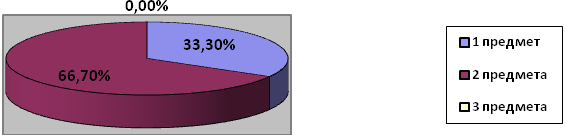 0,00%
33,30%
66,70%
1 предмет
2 предмета
3 предмета